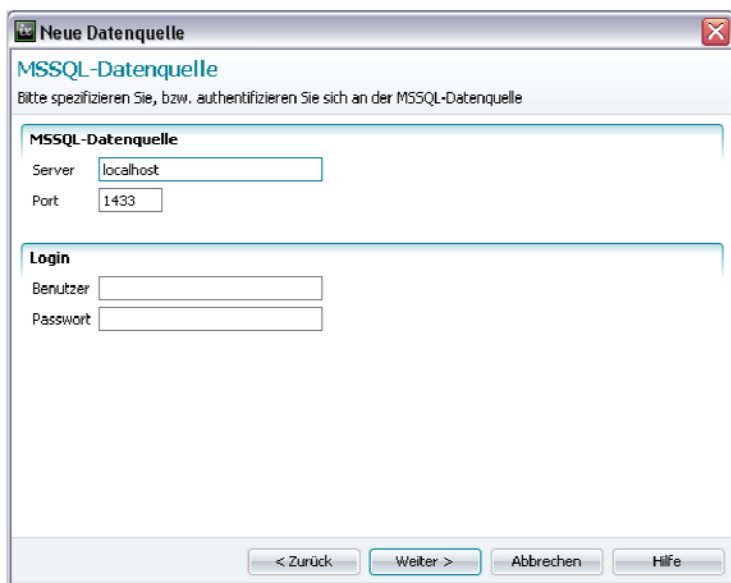 ix Neue Datenquelle
MSSQL-Datenquelle
Bitte spezifizieren Sie, bzw. authentifizieren Sie sich an der MSSQL-Datenquelle
MSSQL-Datenquelle
Server localhost
Port 1433
Login
Benutzer
Passwort
< Zurück Weiter > Abbrechen Hilfe